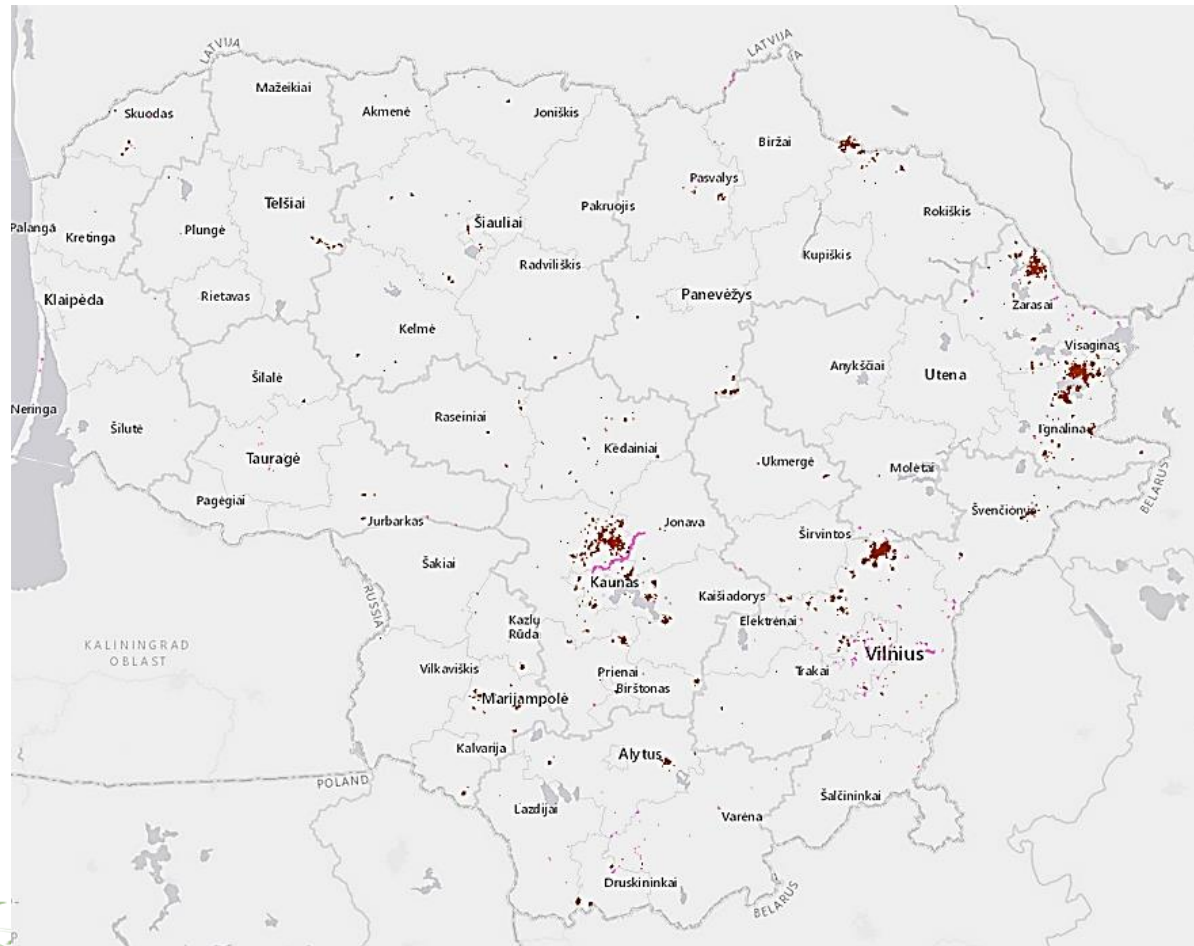 LATVIJA
LATVIJA
Mažeikiai
Skuodas
Akmenė
Joniškis
Biržai
Pasvalys
Telšiai
Pakruojis
Rokiškis
Šiauliai
Palanga
Kretinga
Plungė
Kupiškis
Radviliškis
Rietavas
Panevėžys
Klaipėda
Zarasai
Kelmė
Visaginas
Anykščiai
Utena
Šilalė
Neringa
Raseiniai
Šilutė
Ignalina
Kėdainiai
Tauragė
Ukmergė
Molėtai
Pagėgiai
Švenčionys
BELARUS
Jurbarkas
Jonava
Širvintos
Šakiai
Kaunas
Kaišiadorys
RUSSIA
Elektrėnai
Kazlų
Rūda
KALININGRAD
OBLAST
Vilnius
Vilkaviškis
Prienai
Trakai
Birštonas
Marijampolė
Kalvarija
Alytus
POLAND
Šalčininkai
Lazdijai
Varėna
Druskininkai
BELARUS